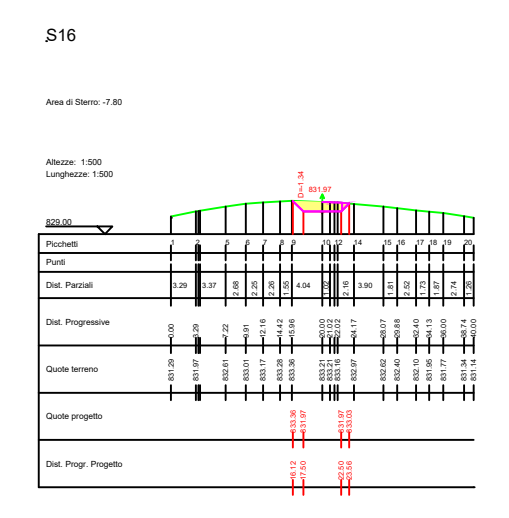 S16
Area di Sterro: -7.80
Altezze: 1:500
Lunghezze: 1:500
D=-1.34
831.97
829.00
Picchetti 1 2 5 6 7 8 9 10 12 14 15 16 17 18 19 20
Punti
Dist. Parziali 3.29 3.37 2.68 2.25 2.26 1.55 4.04 1.02 2.16 3.90 1.81 2.52 1.73 1.87 2.74 1.26
Dist. Progressive 0.00 3.29 7.22 9.91 12.16 14.42 15.96 20.00 21.02 22.02 24.17 28.07 29.88 32.40 34.13 36.00 38.74 40.00
Quote terreno 831.29 831.97 832.61 833.01 833.17 833.28 833.36 833.21 833.21 833.16 832.97 832.62 832.40 832.10 831.95 831.77 831.34 831.14
Quote progetto 833.36 831.97 831.97 833.03
Dist. Progr. Progetto 16.12 17.50 22.50 23.56